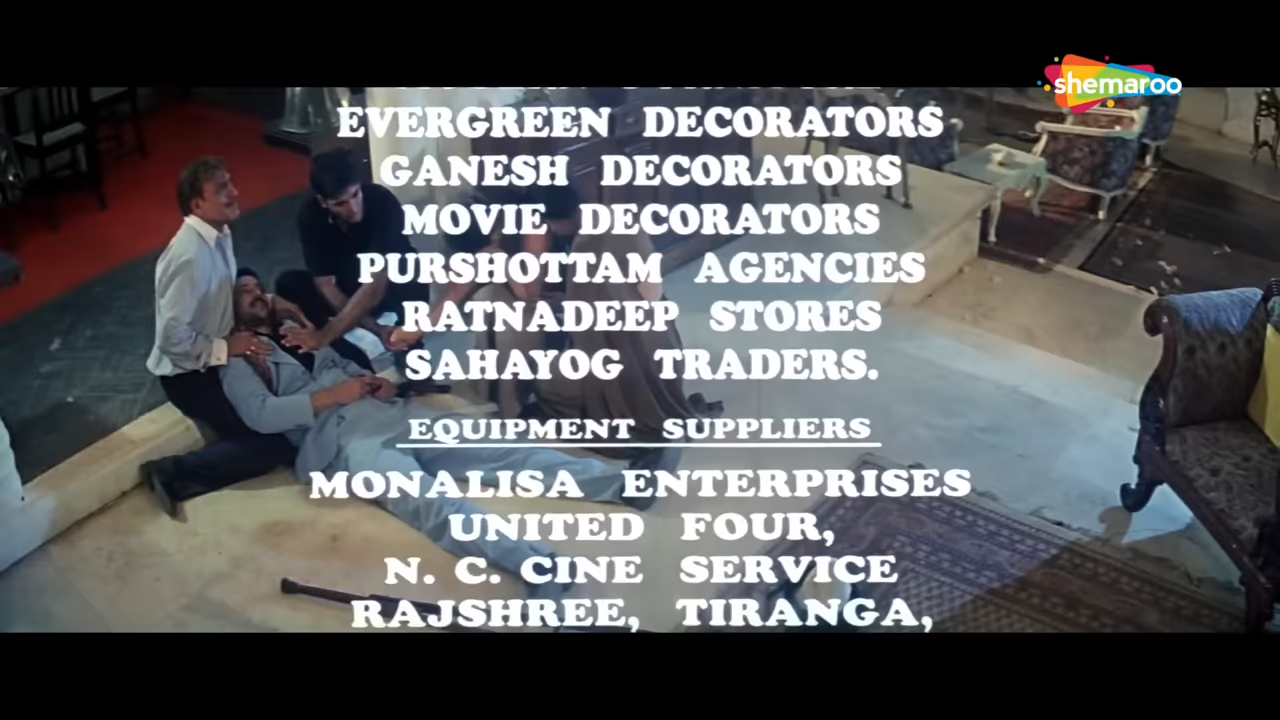 shemaroo
EVERGREEN DECORATORS
GANESH DECORATORS
MOVIE DECORATORS
PURSHOTTAM AGENCIES
RATNADEEP STORES
SAHAYOG TRADERS.
EQUIPMENT SUPPLIERS
MONALISA ENTERPRISES
UNITED FOUR,
N. C. CINE SERVICE
RAJSHREE, TIRANGA,